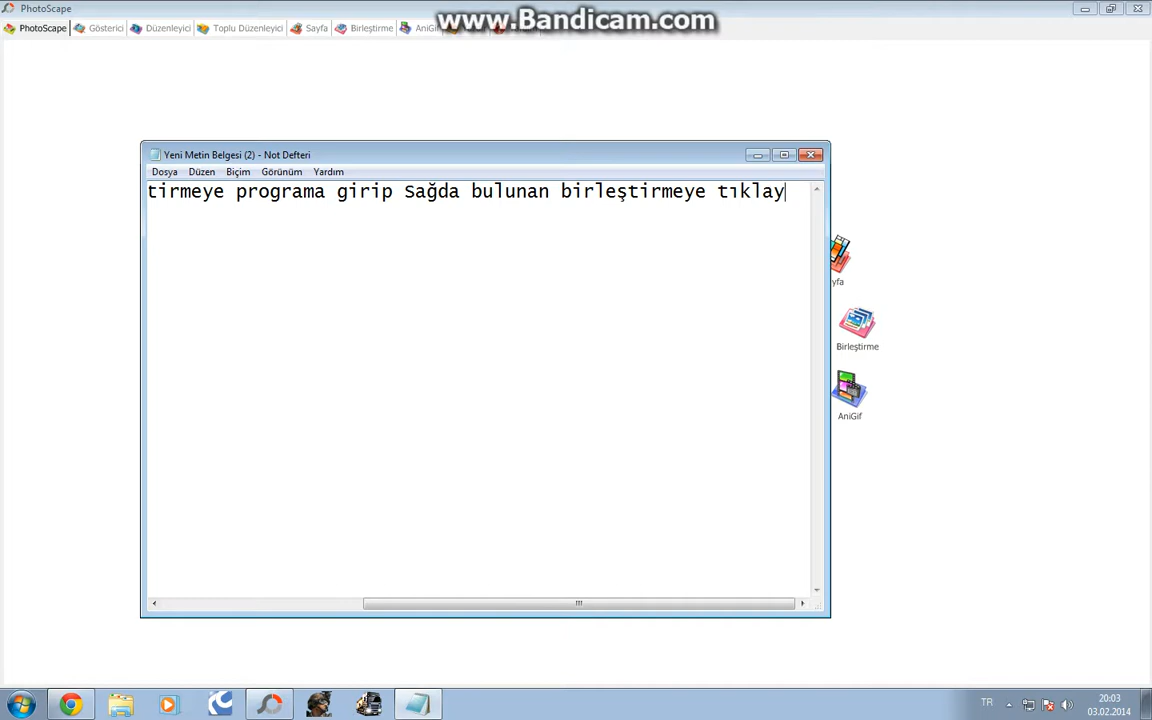 PhotoScape
www.Bandicam.com
PhotoScape Gösterici Düzenleyici Toplu Düzenleyici Sayfa Birleştirme AniGif
Yeni Metin Belgesi (2) - Not Defteri
Dosya Düzen Biçim Görünüm Yardım
tirmeye programa girip Sağda bulunan birleştirmeye tıklay
yfa
Birleştirme
AniGif
TR
20:03
03.02.2014